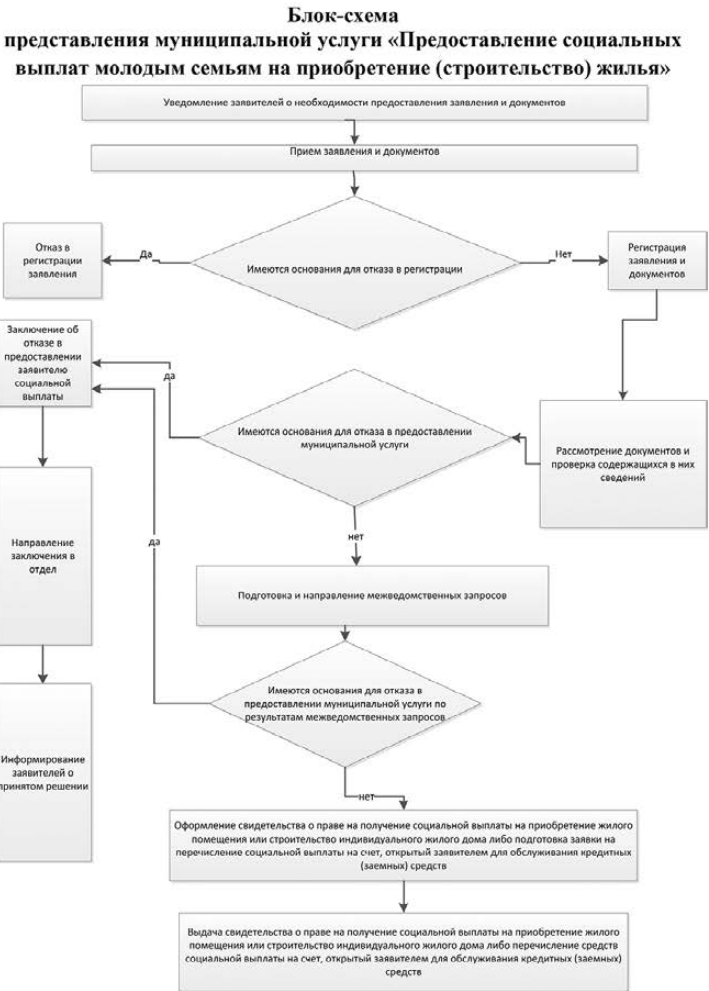 Блок-схема
представления муниципальной услуги «Предоставление социальных
выплат молодым семьям на приобретение (строительство) жилья»
Уведомление заявителей о необходимости предоставления заявления и документов
Прием заявления и документов
Отказ в
регистрации
заявления
Да
Имеются основания для отказа в регистрации
Нет
Регистрация
заявления и
документов
Заключение об
отказе в
предоставлении
заявителю
социальной
выплаты
да
Имеются основания для отказа в предоставлении
муниципальной услуги
Рассмотрение документов и
проверка содержащихся в них
сведений
Направление
заключения в
отдел
да
нет
Подготовка и направление межведомственных запросов
Имеются основания для отказа в
предоставлении муниципальной услуги по
результатам межведомственных запросов
Информирование
заявителей о
принятом решении
нет
Оформление свидетельства о праве на получение социальной выплаты на приобретение жилого
помещения или строительство индивидуального жилого дома либо подготовка заявки на
перечисление социальной выплаты на счет, открытый заявителем для обслуживания кредитных
(заемных) средств
Выдача свидетельства о праве на получение социальной выплаты на приобретение жилого
помещения или строительство индивидуального жилого дома либо перечисление средств
социальной выплаты на счет, открытый заявителем для обслуживания кредитных (заемных)
средств